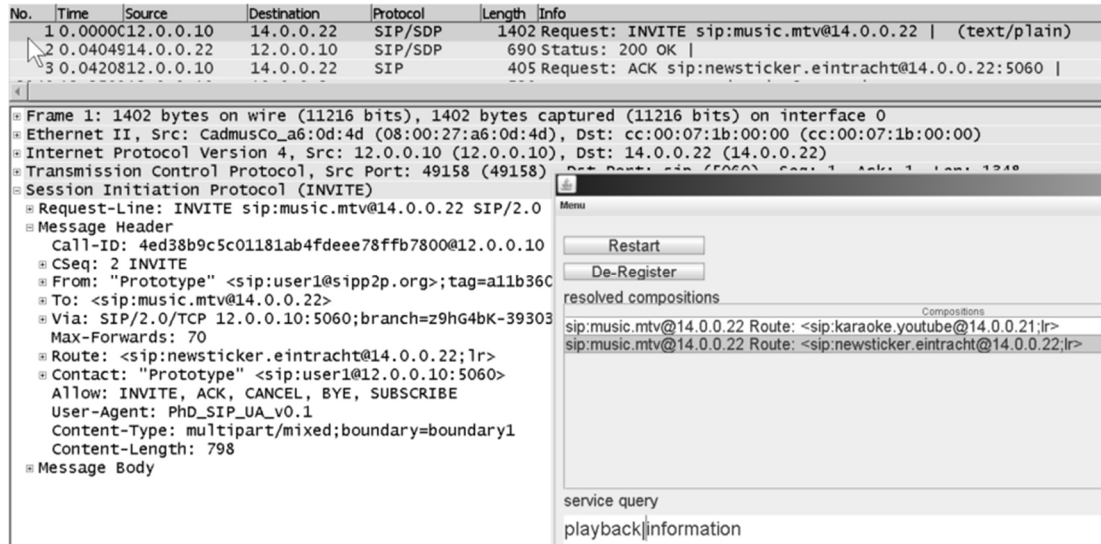 No. Time Source Destination Protocol Length Info
1 0.00000 12.0.0.10 14.0.0.22 SIP/SDP 1402 Request: INVITE sip:music.mtv@14.0.0.22 | (text/plain)
2 0.04049 14.0.0.22 12.0.0.10 SIP/SDP 690 Status: 200 OK |
3 0.04208 12.0.0.10 14.0.0.22 SIP 405 Request: ACK sip:newsticker.eintracht@14.0.0.22:5060 |
Frame 1: 1402 bytes on wire (11216 bits), 1402 bytes captured (11216 bits) on interface 0
Ethernet II, Src: CadmusCo_a6:0d:4d (08:00:27:a6:0d:4d), Dst: cc:00:07:1b:00:00 (cc:00:07:1b:00:00)
Internet Protocol Version 4, Src: 12.0.0.10 (12.0.0.10), Dst: 14.0.0.22 (14.0.0.22)
Transmission Control Protocol, Src Port: 49158 (49158)
Session Initiation Protocol (INVITE)
Request-Line: INVITE sip:music.mtv@14.0.0.22 SIP/2.0
Message Header
Call-ID: 4ed38b9c5c01181ab4fdeee78ffb7800@12.0.0.10
CSeq: 2 INVITE
From: "Prototype" <sip:user1@sipp2p.org>;tag=a11b36
To: <sip:music.mtv@14.0.0.22>
Via: SIP/2.0/TCP 12.0.0.10:5060;branch=z9hG4bK-39303
Max-Forwards: 70
Route: <sip:newsticker.eintracht@14.0.0.22;lr>
Contact: "Prototype" <sip:user1@12.0.0.10:5060>
Allow: INVITE, ACK, CANCEL, BYE, SUBSCRIBE
User-Agent: PhD_SIP_UA_v0.1
Content-Type: multipart/mixed;boundary=boundary1
Content-Length: 798
Message Body
Menu
Restart
De-Register
resolved compositions
Compositions
sip:music.mtv@14.0.0.22 Route: <sip:karaoke.youtube@14.0.0.21;lr>
sip:music.mtv@14.0.0.22 Route: <sip:newsticker.eintracht@14.0.0.22;lr>
service query
playback|information